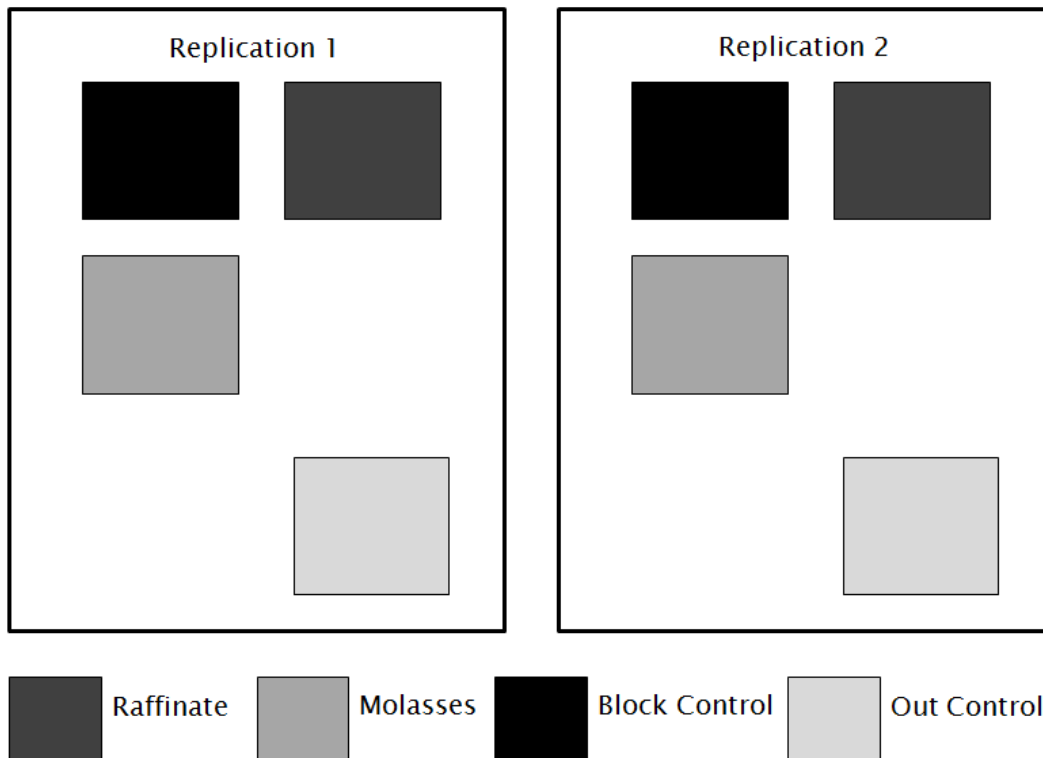 Replication 1
Replication 2
Raffinate
Molasses
Block Control
Out Control